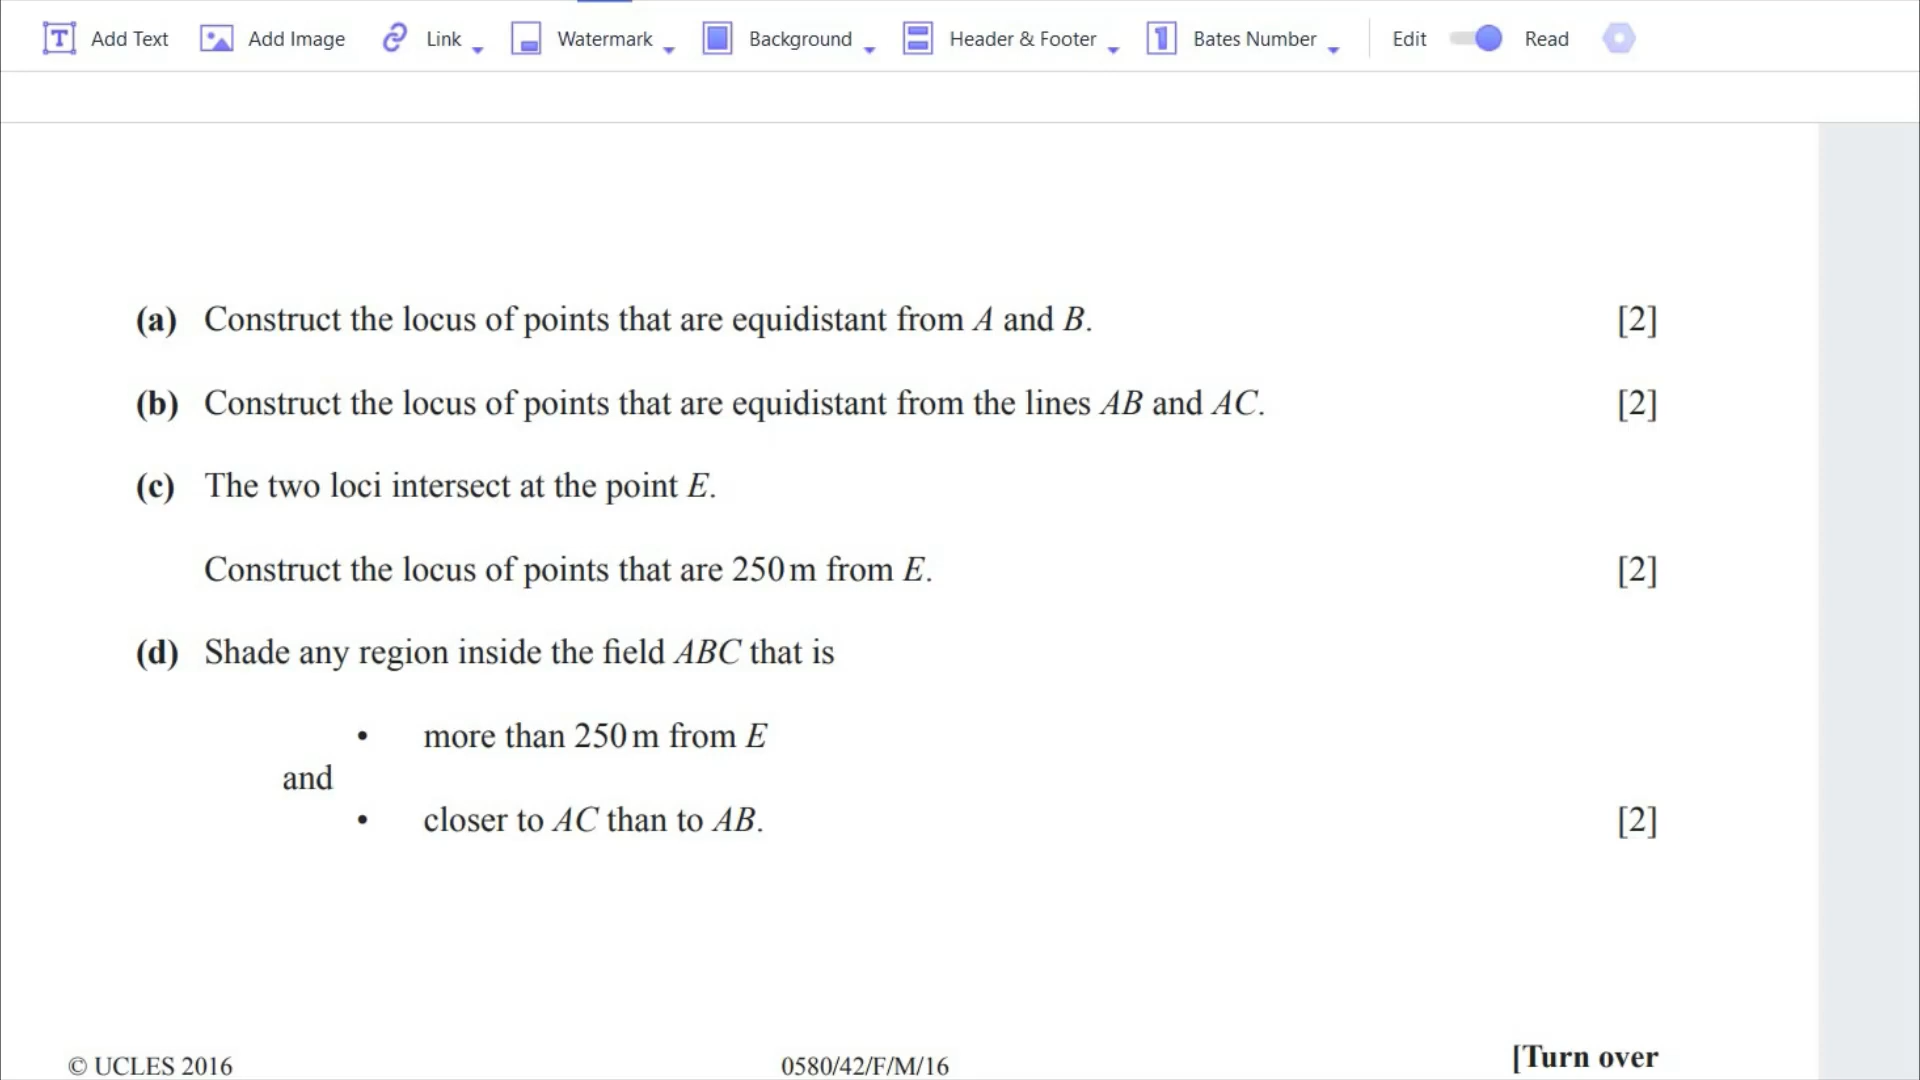 Add Text Add Image Link Watermark Background Header & Footer Bates Number Edit Read
(a) Construct the locus of points that are equidistant from A and B. [2]
(b) Construct the locus of points that are equidistant from the lines AB and AC. [2]
(c) The two loci intersect at the point E.
Construct the locus of points that are 250 m from E. [2]
(d) Shade any region inside the field ABC that is
• more than 250 m from E
and
• closer to AC than to AB. [2]
© UCLES 2016 0580/42/F/M/16 [Turn over